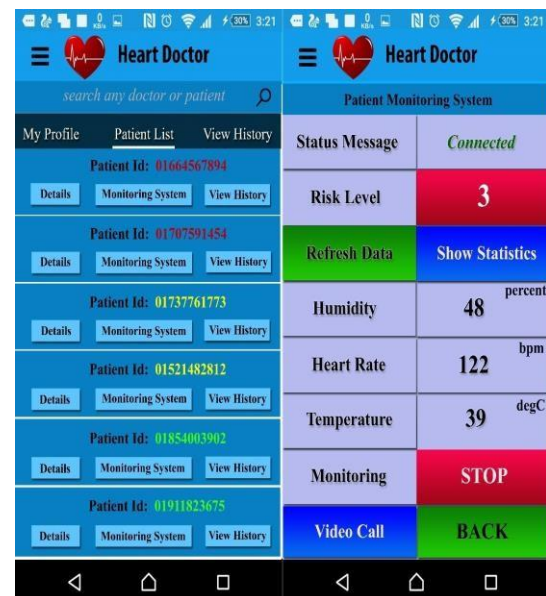 30% 3:21
Heart Doctor
search any doctor or patient
My Profile Patient List View History
Patient Id: 01664567894
Details Monitoring System View History
Patient Id: 01707591454
Details Monitoring System View History
Patient Id: 01737761773
Details Monitoring System View History
Patient Id: 01521482812
Details Monitoring System View History
Patient Id: 01854003902
Details Monitoring System View History
Patient Id: 01911823675
Details Monitoring System View History
30% 3:21
Heart Doctor
Patient Monitoring System
Status Message Connected
Risk Level 3
Refresh Data Show Statistics
Humidity 48 percent
Heart Rate 122 bpm
Temperature 39 degC
Monitoring STOP
Video Call BACK